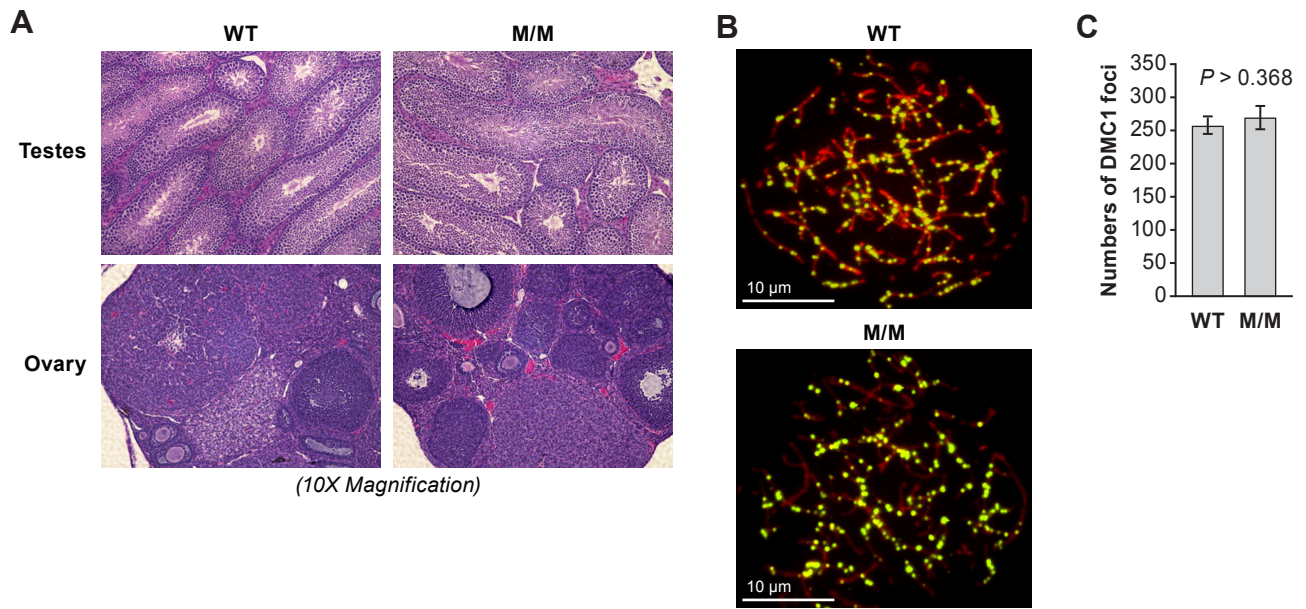 A
WT
M/M
Testes
Ovary
(10X Magnification)
B
WT
10 µm
M/M
10 µm
C
Numbers of DMC1 foci
350
300
250
200
150
100
50
0
P > 0.368
WT
M/M